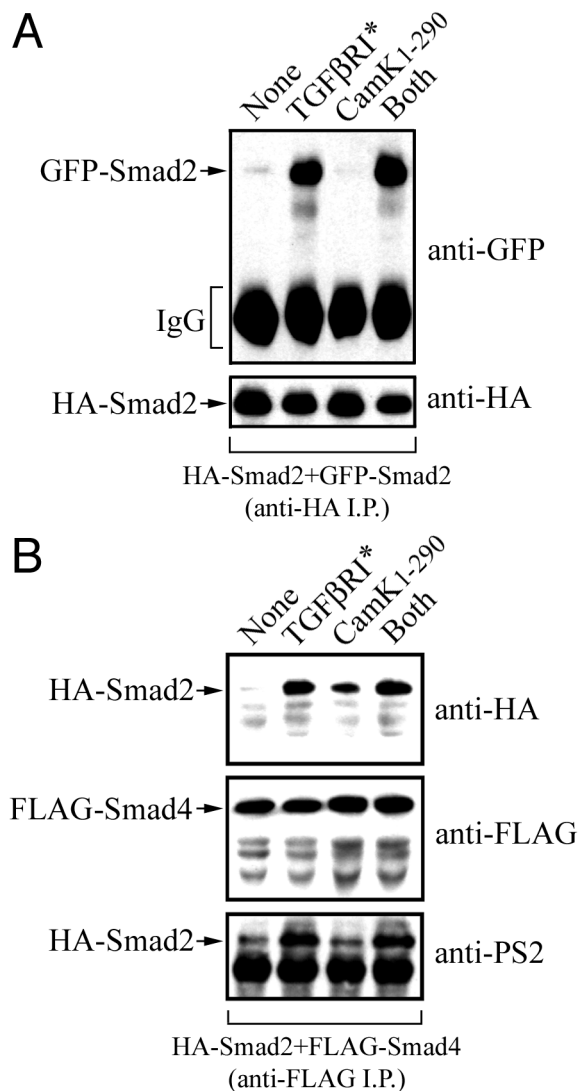 A
None TGFβRI* CamK1-290 Both
GFP-Smad2
anti-GFP
IgG
HA-Smad2 anti-HA
HA-Smad2+GFP-Smad2
(anti-HA I.P.)
B
None TGFβRI* CamK1-290 Both
HA-Smad2
anti-HA
FLAG-Smad4
anti-FLAG
HA-Smad2
anti-PS2
HA-Smad2+FLAG-Smad4
(anti-FLAG I.P.)